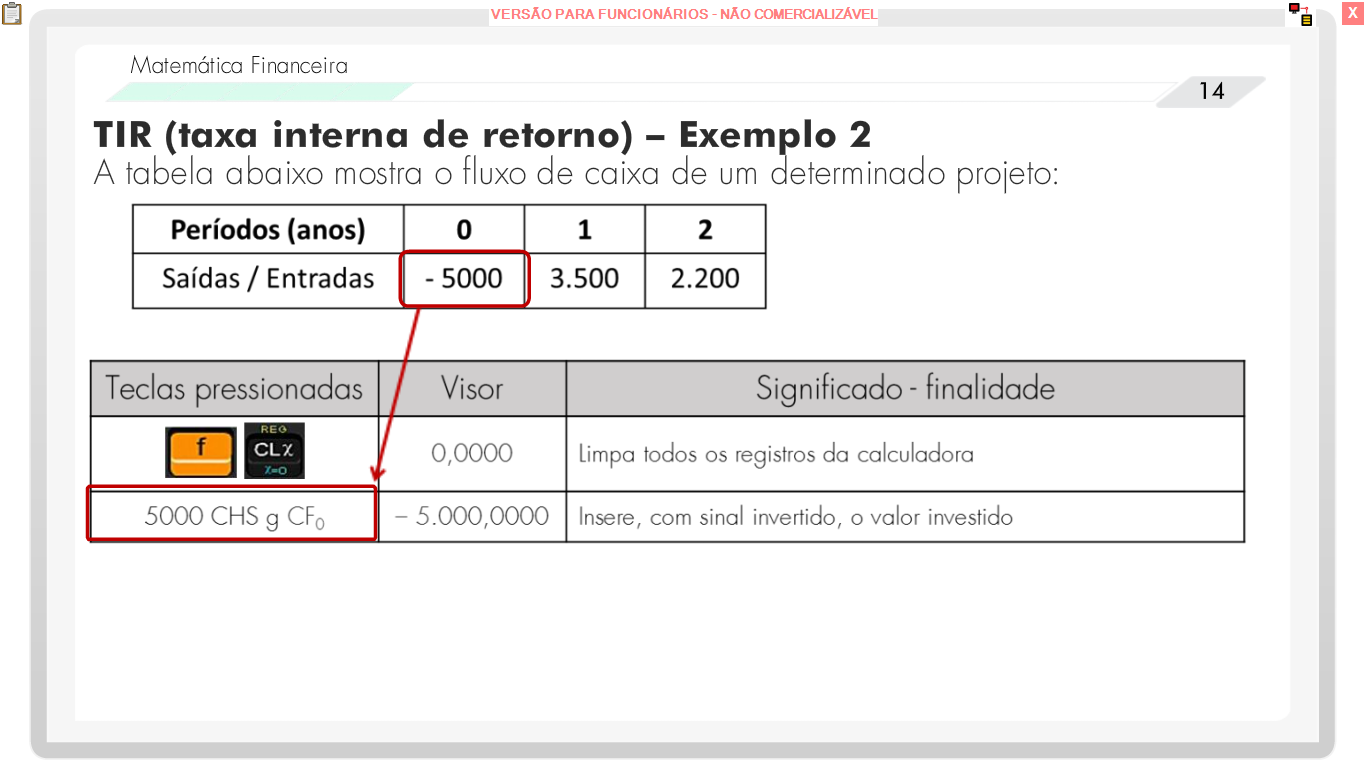 VERSÃO PARA FUNCIONÁRIOS - NÃO COMERCIALIZÁVEL
X
Matemática Financeira
14
TIR (taxa interna de retorno) – Exemplo 2
A tabela abaixo mostra o fluxo de caixa de um determinado projeto:
Períodos (anos) 0 1 2
Saídas / Entradas - 5000 3.500 2.200
Teclas pressionadas Visor Significado - finalidade
REG
f CLX 0,0000 Limpa todos os registros da calculadora
X=0
5000 CHS g CF₀ – 5.000,0000 Insere, com sinal invertido, o valor investido